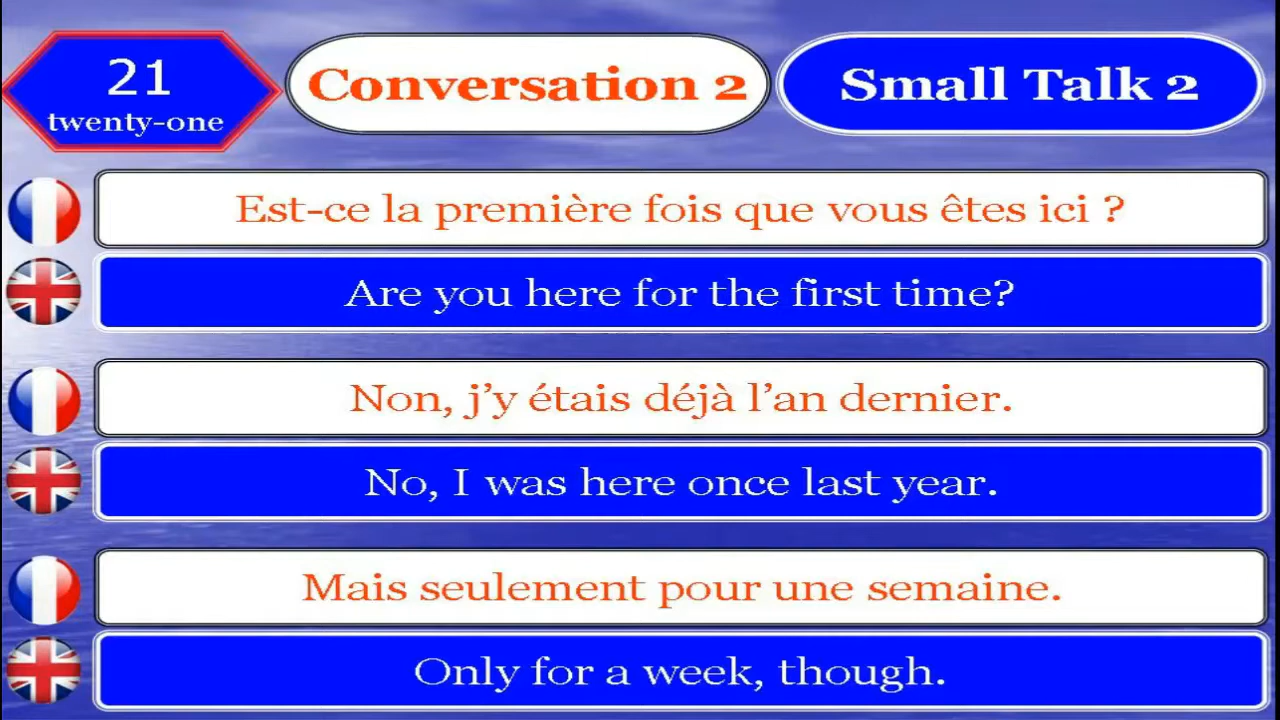 21
twenty-one
Conversation 2
Small Talk 2
Est-ce la première fois que vous êtes ici ?
Are you here for the first time?
Non, j’y étais déjà l’an dernier.
No, I was here once last year.
Mais seulement pour une semaine.
Only for a week, though.